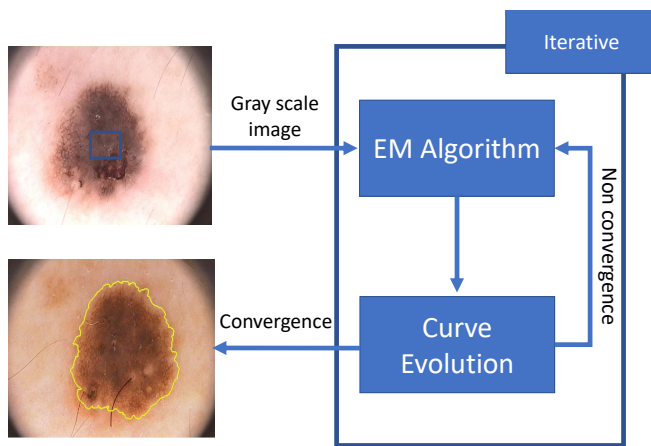 Iterative
Gray scale
image
EM Algorithm
Non convergence
Convergence
Curve
Evolution